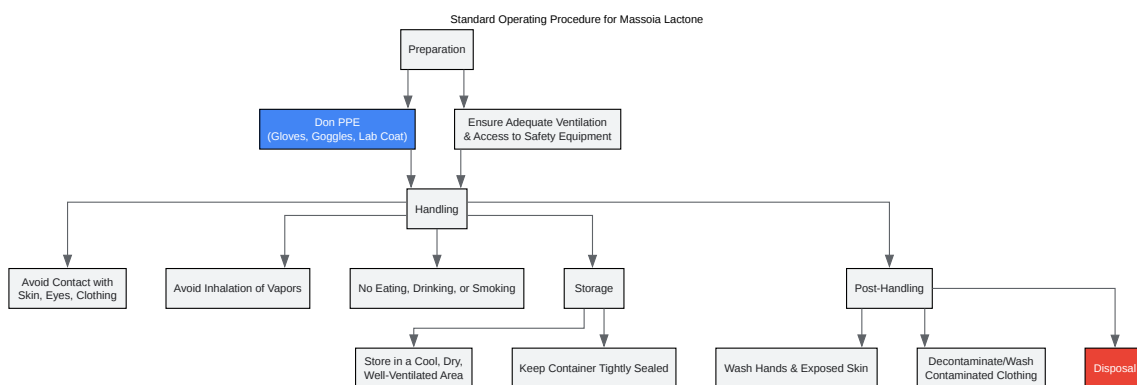 Standard Operating Procedure for Massoia Lactone
Preparation
Don PPE
(Gloves, Goggles, Lab Coat)
Ensure Adequate Ventilation
& Access to Safety Equipment
Handling
Avoid Contact with
Skin, Eyes, Clothing
Avoid Inhalation of Vapors
No Eating, Drinking, or Smoking
Storage
Post-Handling
Store in a Cool, Dry,
Well-Ventilated Area
Keep Container Tightly Sealed
Wash Hands & Exposed Skin
Decontaminate/Wash
Contaminated Clothing
Disposal